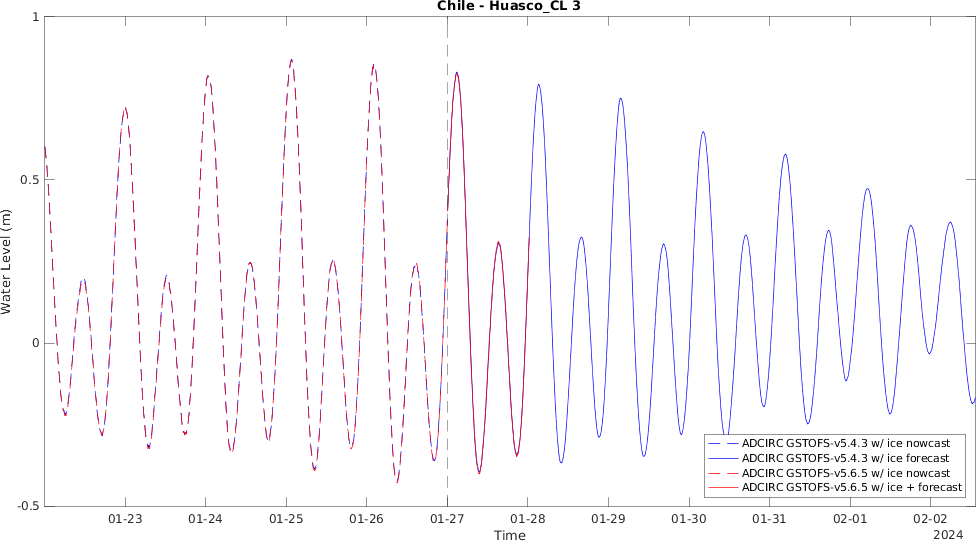 Chile - Huasco_CL 3
1
0.5
0
-0.5
Water Level (m)
ADCIRC GSTOFS-v5.4.3 w/ ice nowcast
ADCIRC GSTOFS-v5.4.3 w/ ice forecast
ADCIRC GSTOFS-v5.6.5 w/ ice nowcast
ADCIRC GSTOFS-v5.6.5 w/ ice + forecast
01-23 01-24 01-25 01-26 01-27 01-28 01-29 01-30 01-31 02-01 02-02
Time
2024